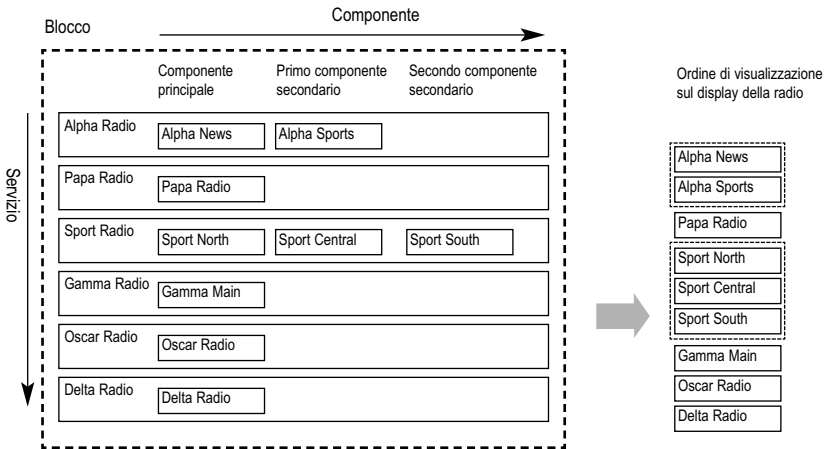 Blocco
Componente
Componente
principale
Primo componente
secondario
Secondo componente
secondario
Servizio
Alpha Radio
Alpha News
Alpha Sports
Papa Radio
Papa Radio
Sport Radio
Sport North
Sport Central
Sport South
Gamma Radio
Gamma Main
Oscar Radio
Oscar Radio
Delta Radio
Delta Radio
Ordine di visualizzazione
sul display della radio
Alpha News
Alpha Sports
Papa Radio
Sport North
Sport Central
Sport South
Gamma Main
Oscar Radio
Delta Radio